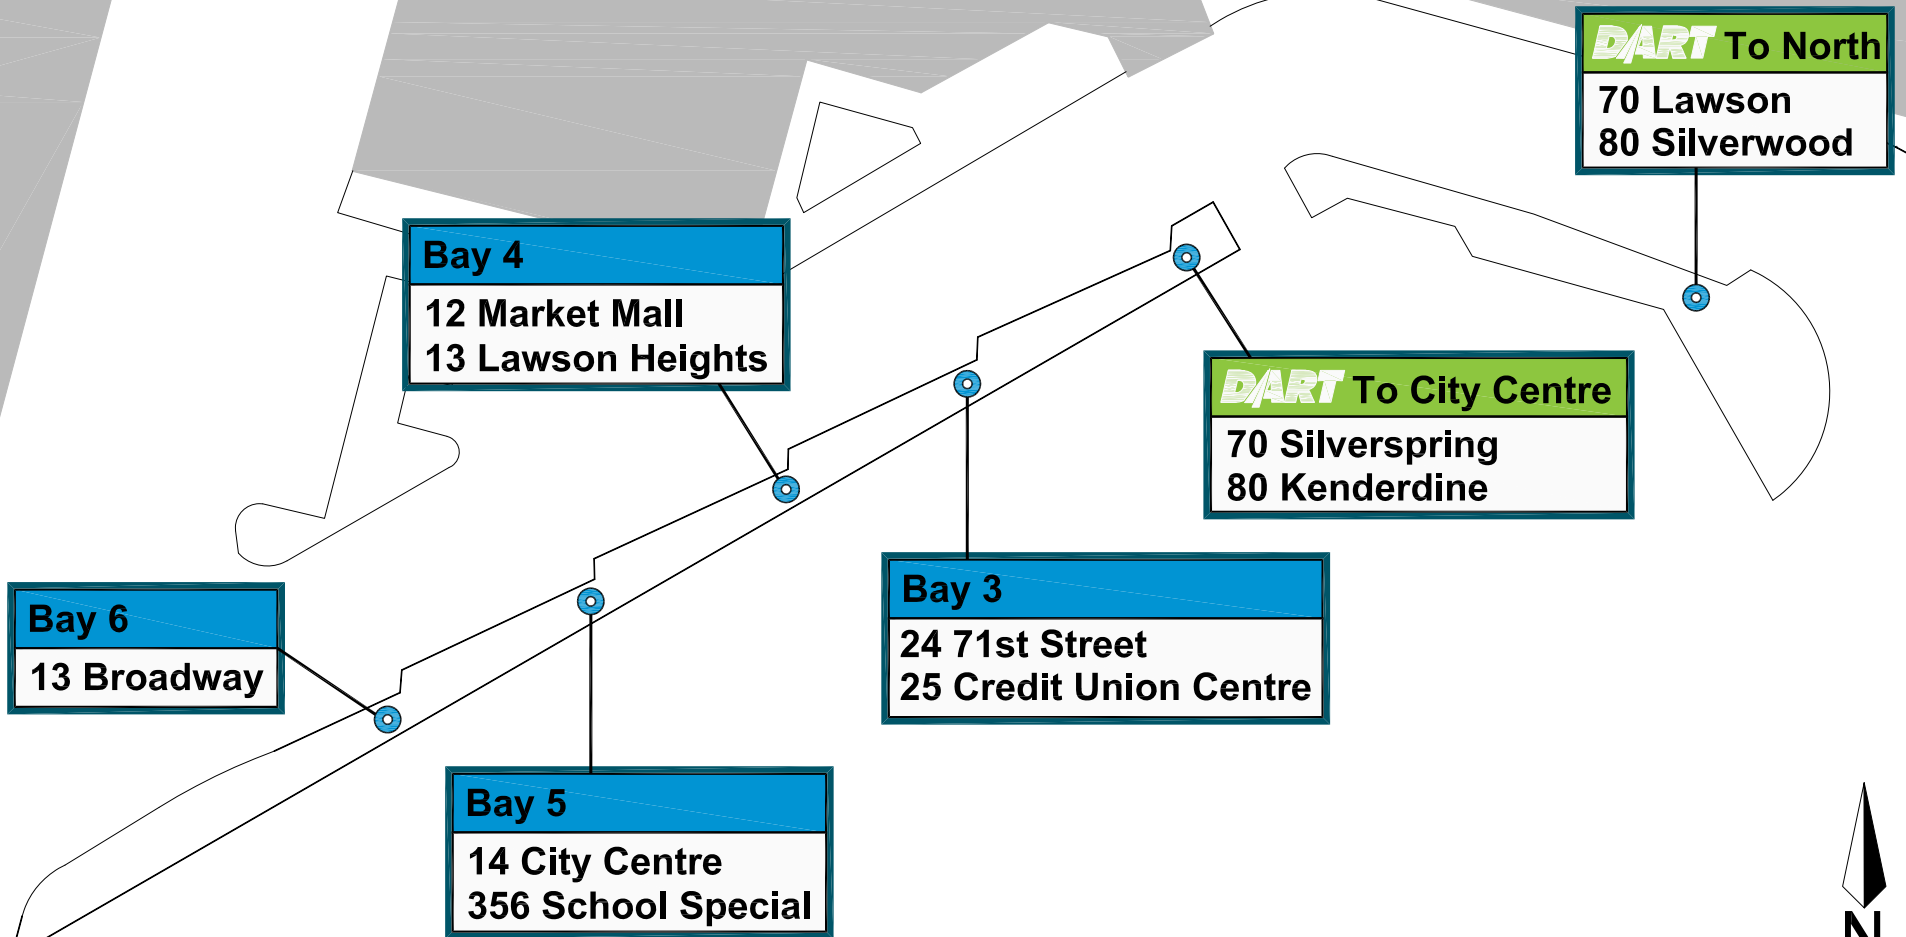 DART To North
70 Lawson
80 Silverwood
Bay 4
12 Market Mall
13 Lawson Heights
DART To City Centre
70 Silverspring
80 Kenderdine
Bay 3
24 71st Street
25 Credit Union Centre
Bay 6
13 Broadway
Bay 5
14 City Centre
356 School Special
N